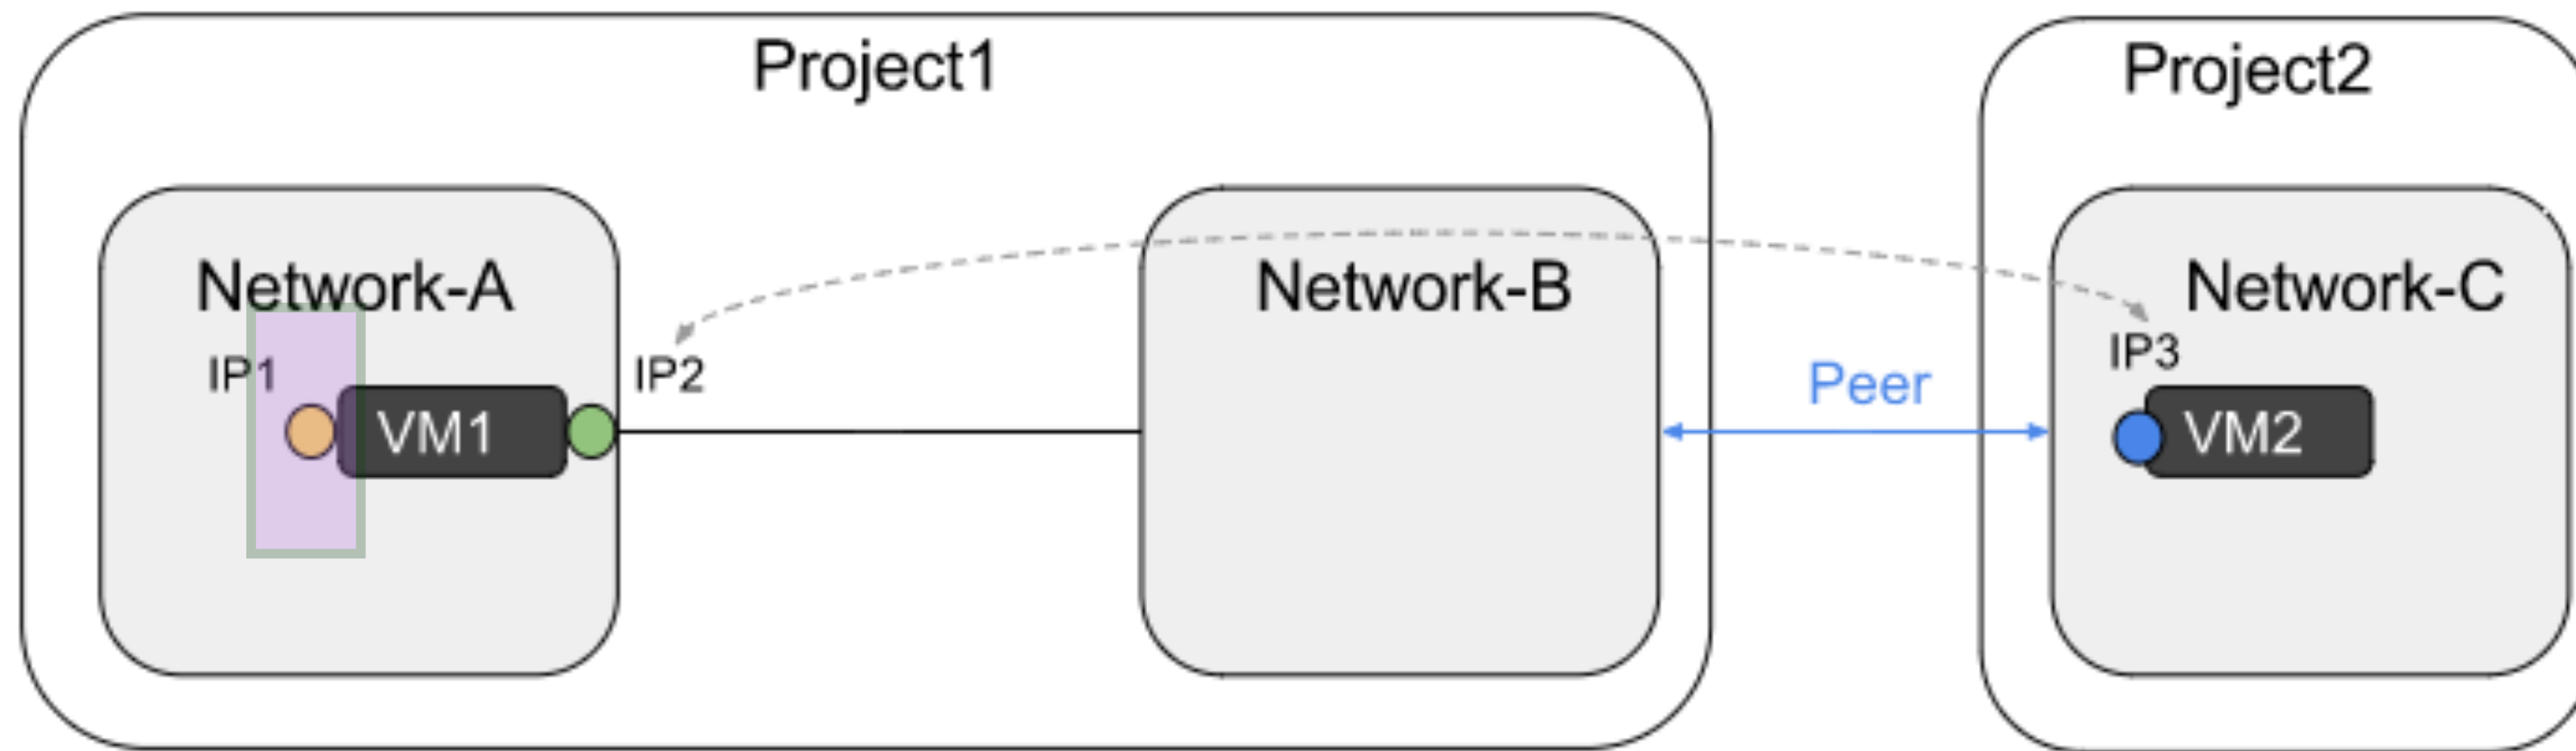 Project1
Project2
Network-A
Network-B
Network-C
IP1
IP2
IP3
Peer
VM1
VM2